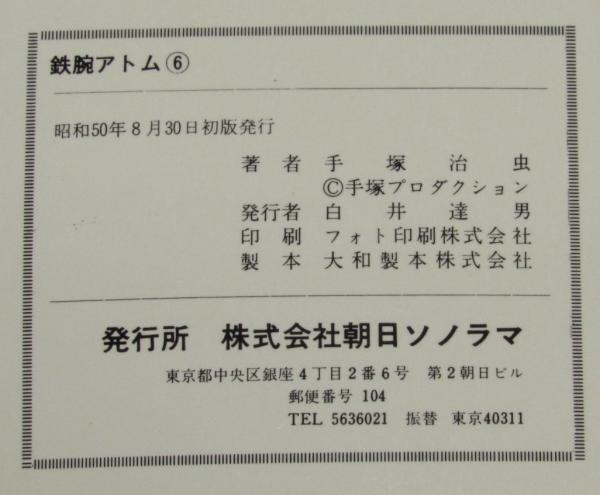 鉄腕アトム⑥
昭和50年8月30日初版発行
著者 手塚治虫
©手塚プロダクション
発行者 白井達男
印刷 フォト印刷株式会社
製本 大和製本株式会社
発行所 株式会社朝日ソノラマ
東京都中央区銀座4丁目2番6号 第2朝日ビル
郵便番号 104
TEL 5636021 振替 東京40311